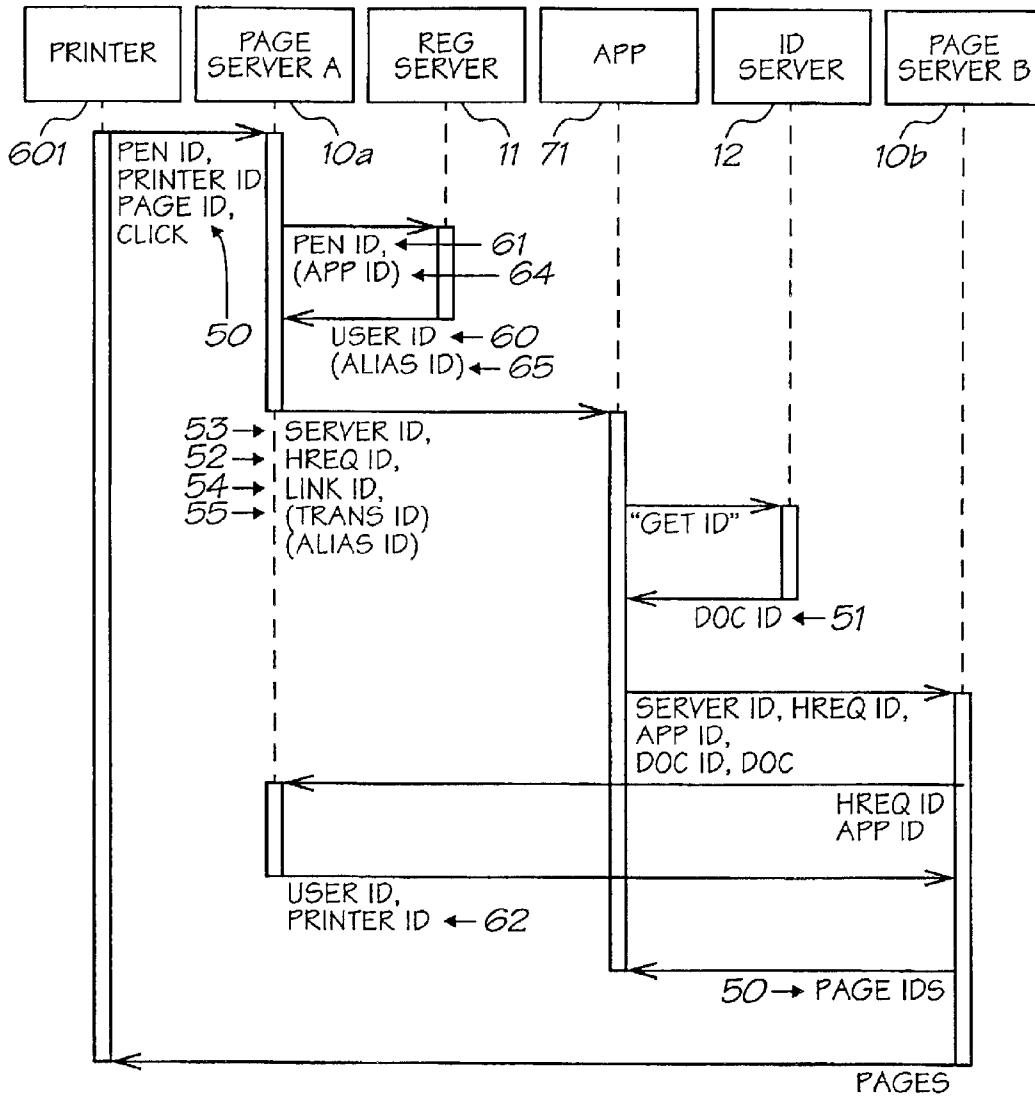 PRINTER
PAGE
SERVER A
REG
SERVER
APP
ID
SERVER
PAGE
SERVER B
601
10a
11
71
12
10b
PEN ID,
PRINTER ID
PAGE ID,
CLICK
50
PEN ID,
61
(APP ID)
64
USER ID
60
(ALIAS ID)
65
53
SERVER ID,
52
HREQ ID,
54
LINK ID,
55
(TRANS ID)
(ALIAS ID)
"GET ID"
DOC ID
51
SERVER ID, HREQ ID,
APP ID,
DOC ID, DOC
HREQ ID
APP ID
USER ID,
PRINTER ID
62
50
PAGE IDS
PAGES